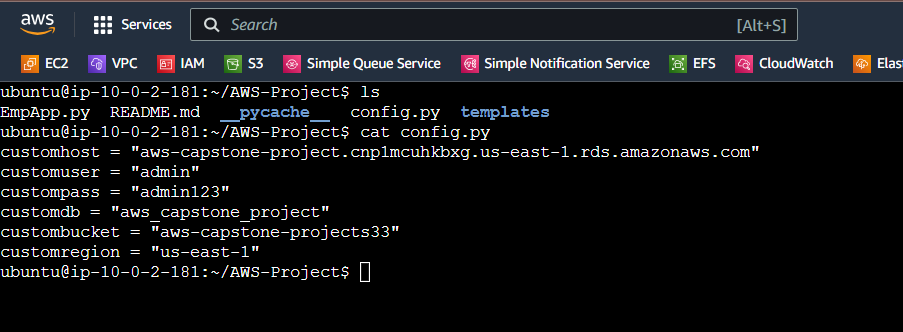 aws Services Search [Alt+S]
EC2 VPC IAM S3 Simple Queue Service Simple Notification Service EFS CloudWatch Elas
ubuntu@ip-10-0-2-181:~/AWS-Project$ ls
EmpApp.py README.md __pycache__ config.py templates
ubuntu@ip-10-0-2-181:~/AWS-Project$ cat config.py
customhost = "aws-capstone-project.cnp1mcuhkbxg.us-east-1.rds.amazonaws.com"
customuser = "admin"
custompass = "admin123"
customdb = "aws_capstone_project"
custombucket = "aws-capstone-projects33"
customregion = "us-east-1"
ubuntu@ip-10-0-2-181:~/AWS-Project$